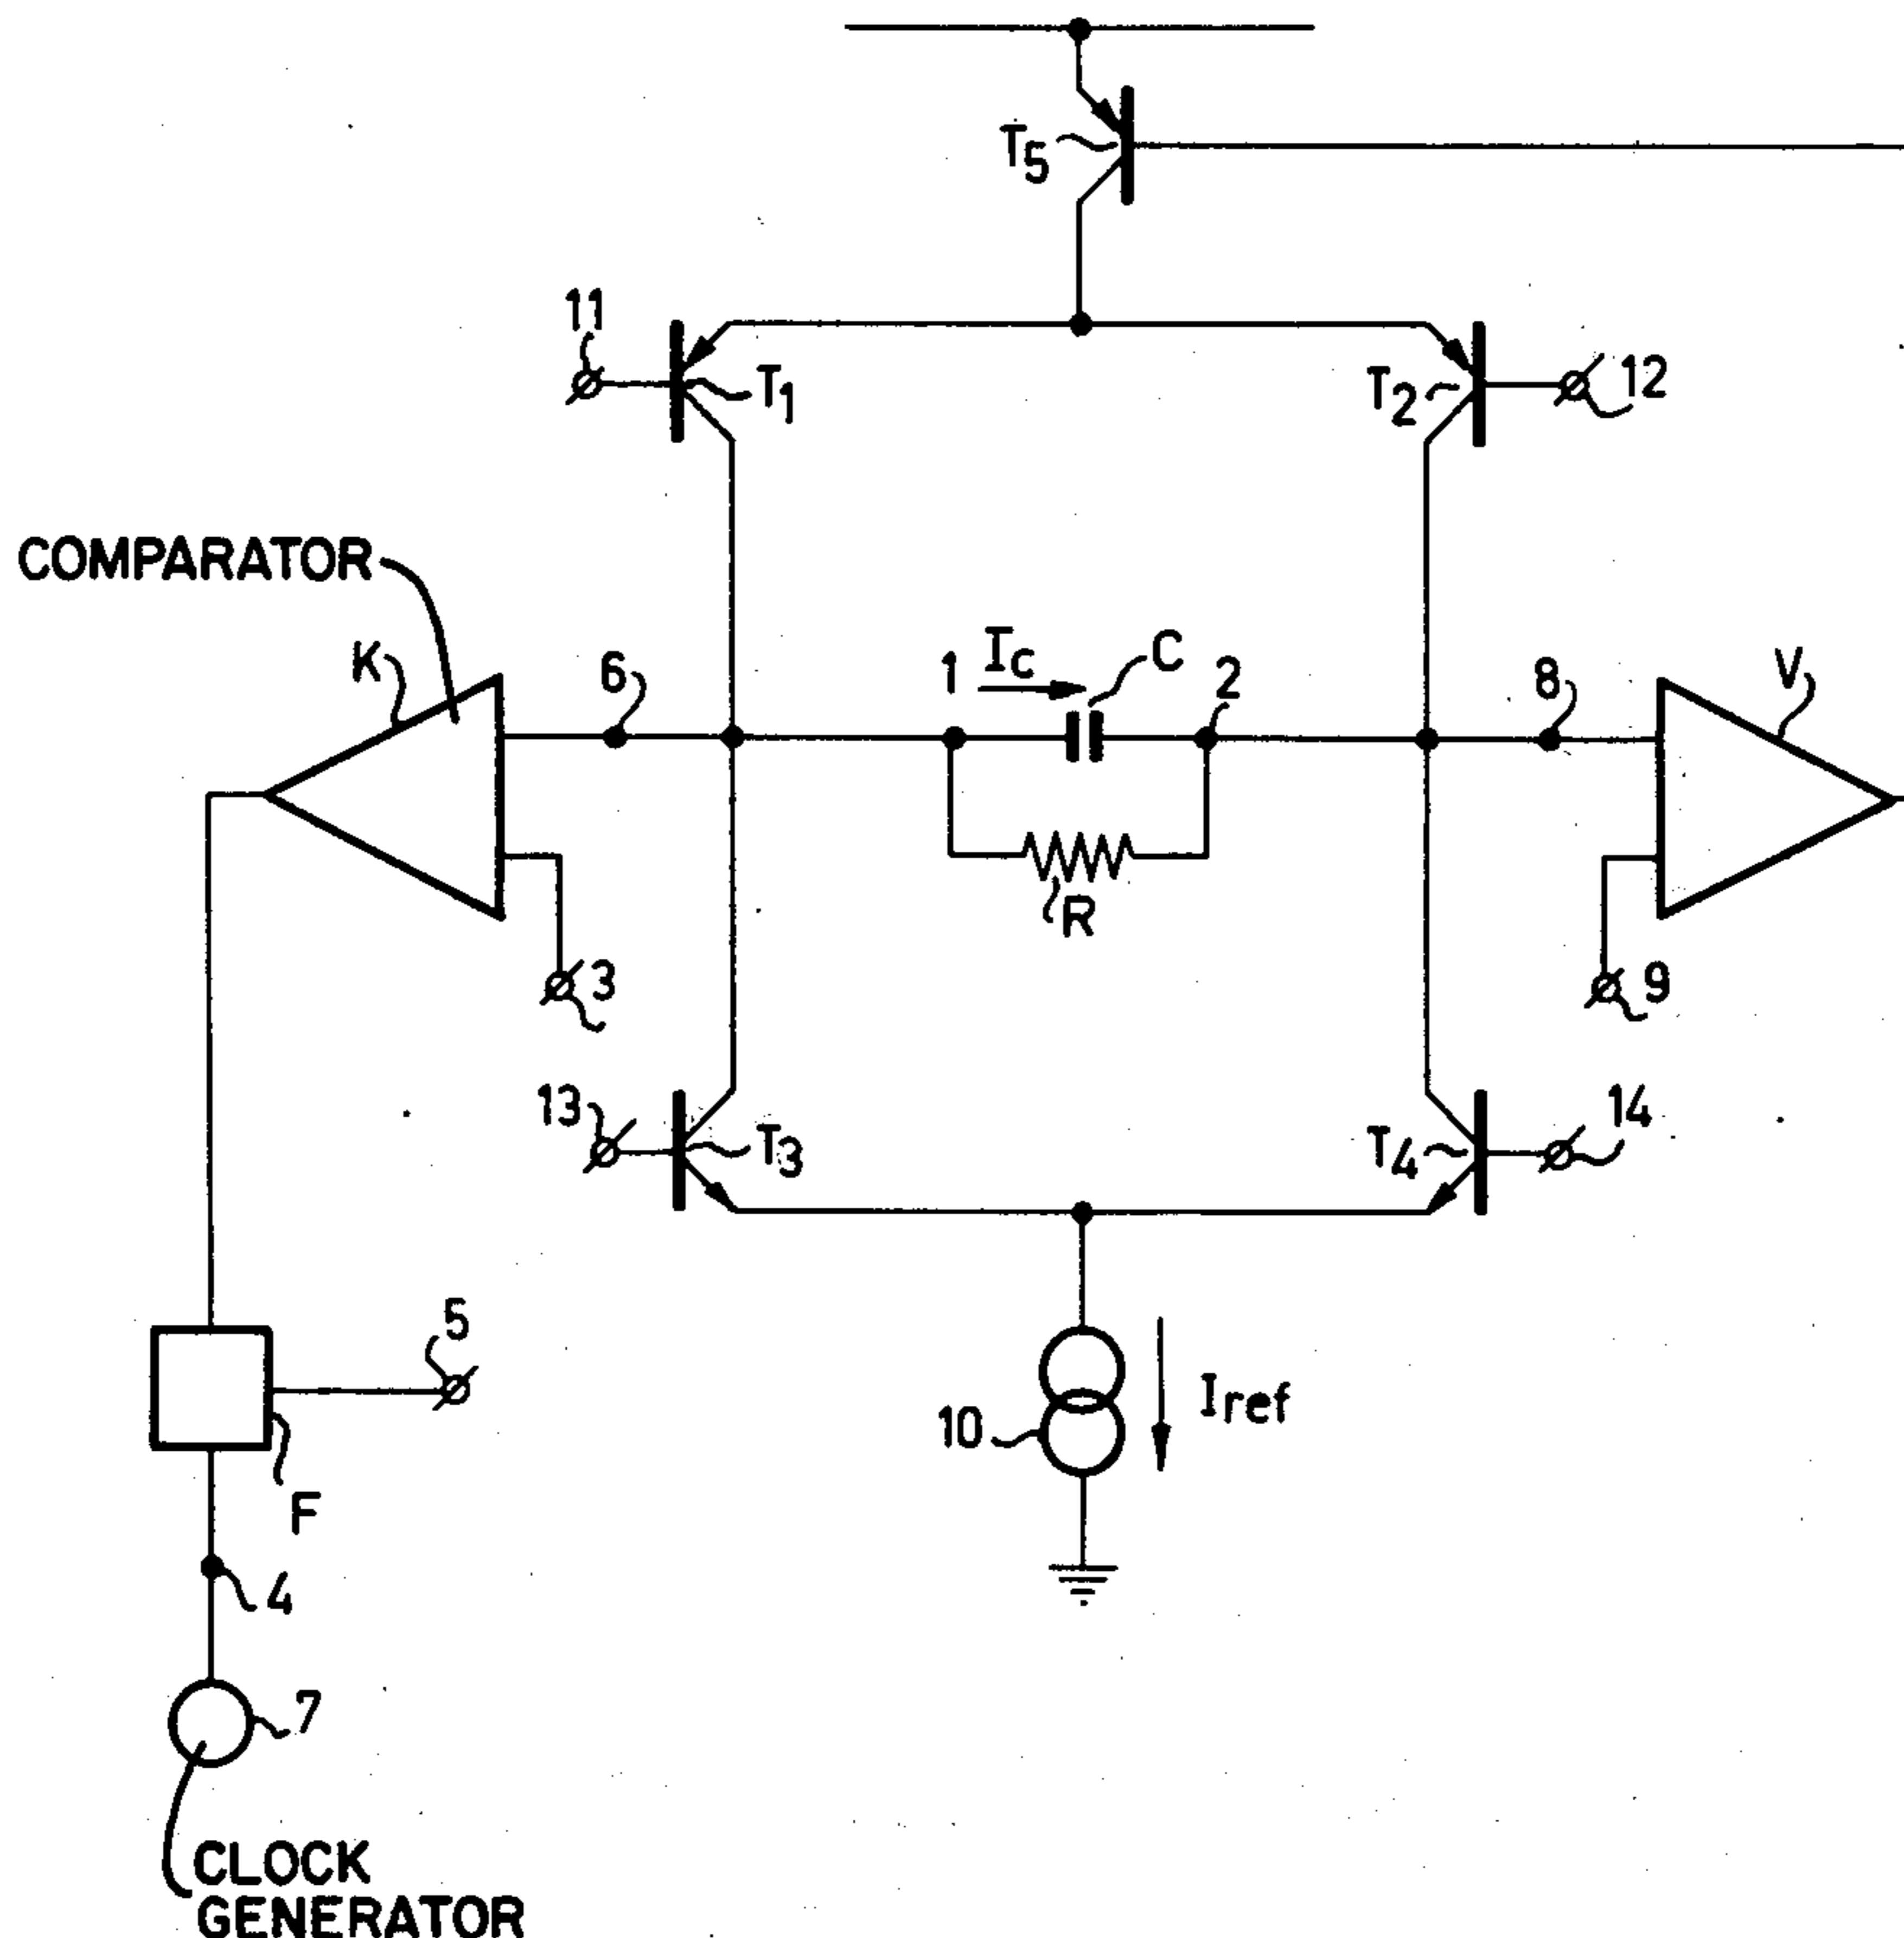 T5
11
T1
T2
12
COMPARATOR
K
6
1
Ic
C
2
8
V
R
3
9
13
T3
T4
14
5
10
Iref
F
4
7
CLOCK
GENERATOR